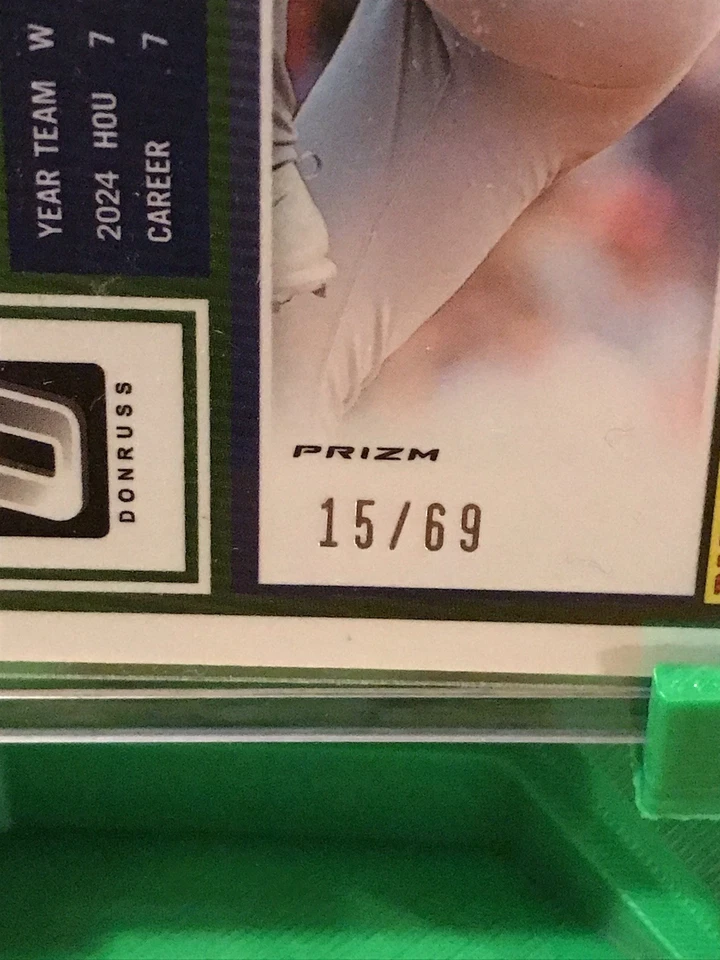 YEAR TEAM W
2024 HOU 7
CAREER 7
DONRUSS
PRIZM
15/69